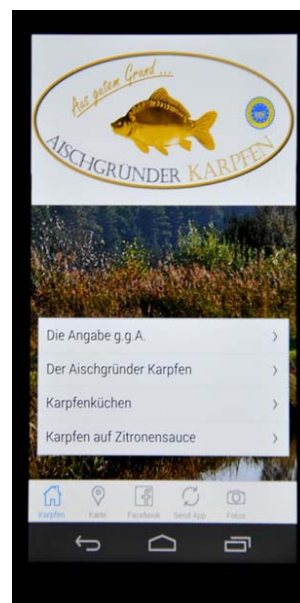 Aus gutem Grund ...
AISCHGRÜNDER KARPFEN
Die Angabe g.g.A.
Der Aischgründer Karpfen
Karpfenküchen
Karpfen auf Zitronensauce
Karpfen
Karte
Facebook
Send App
Fotos